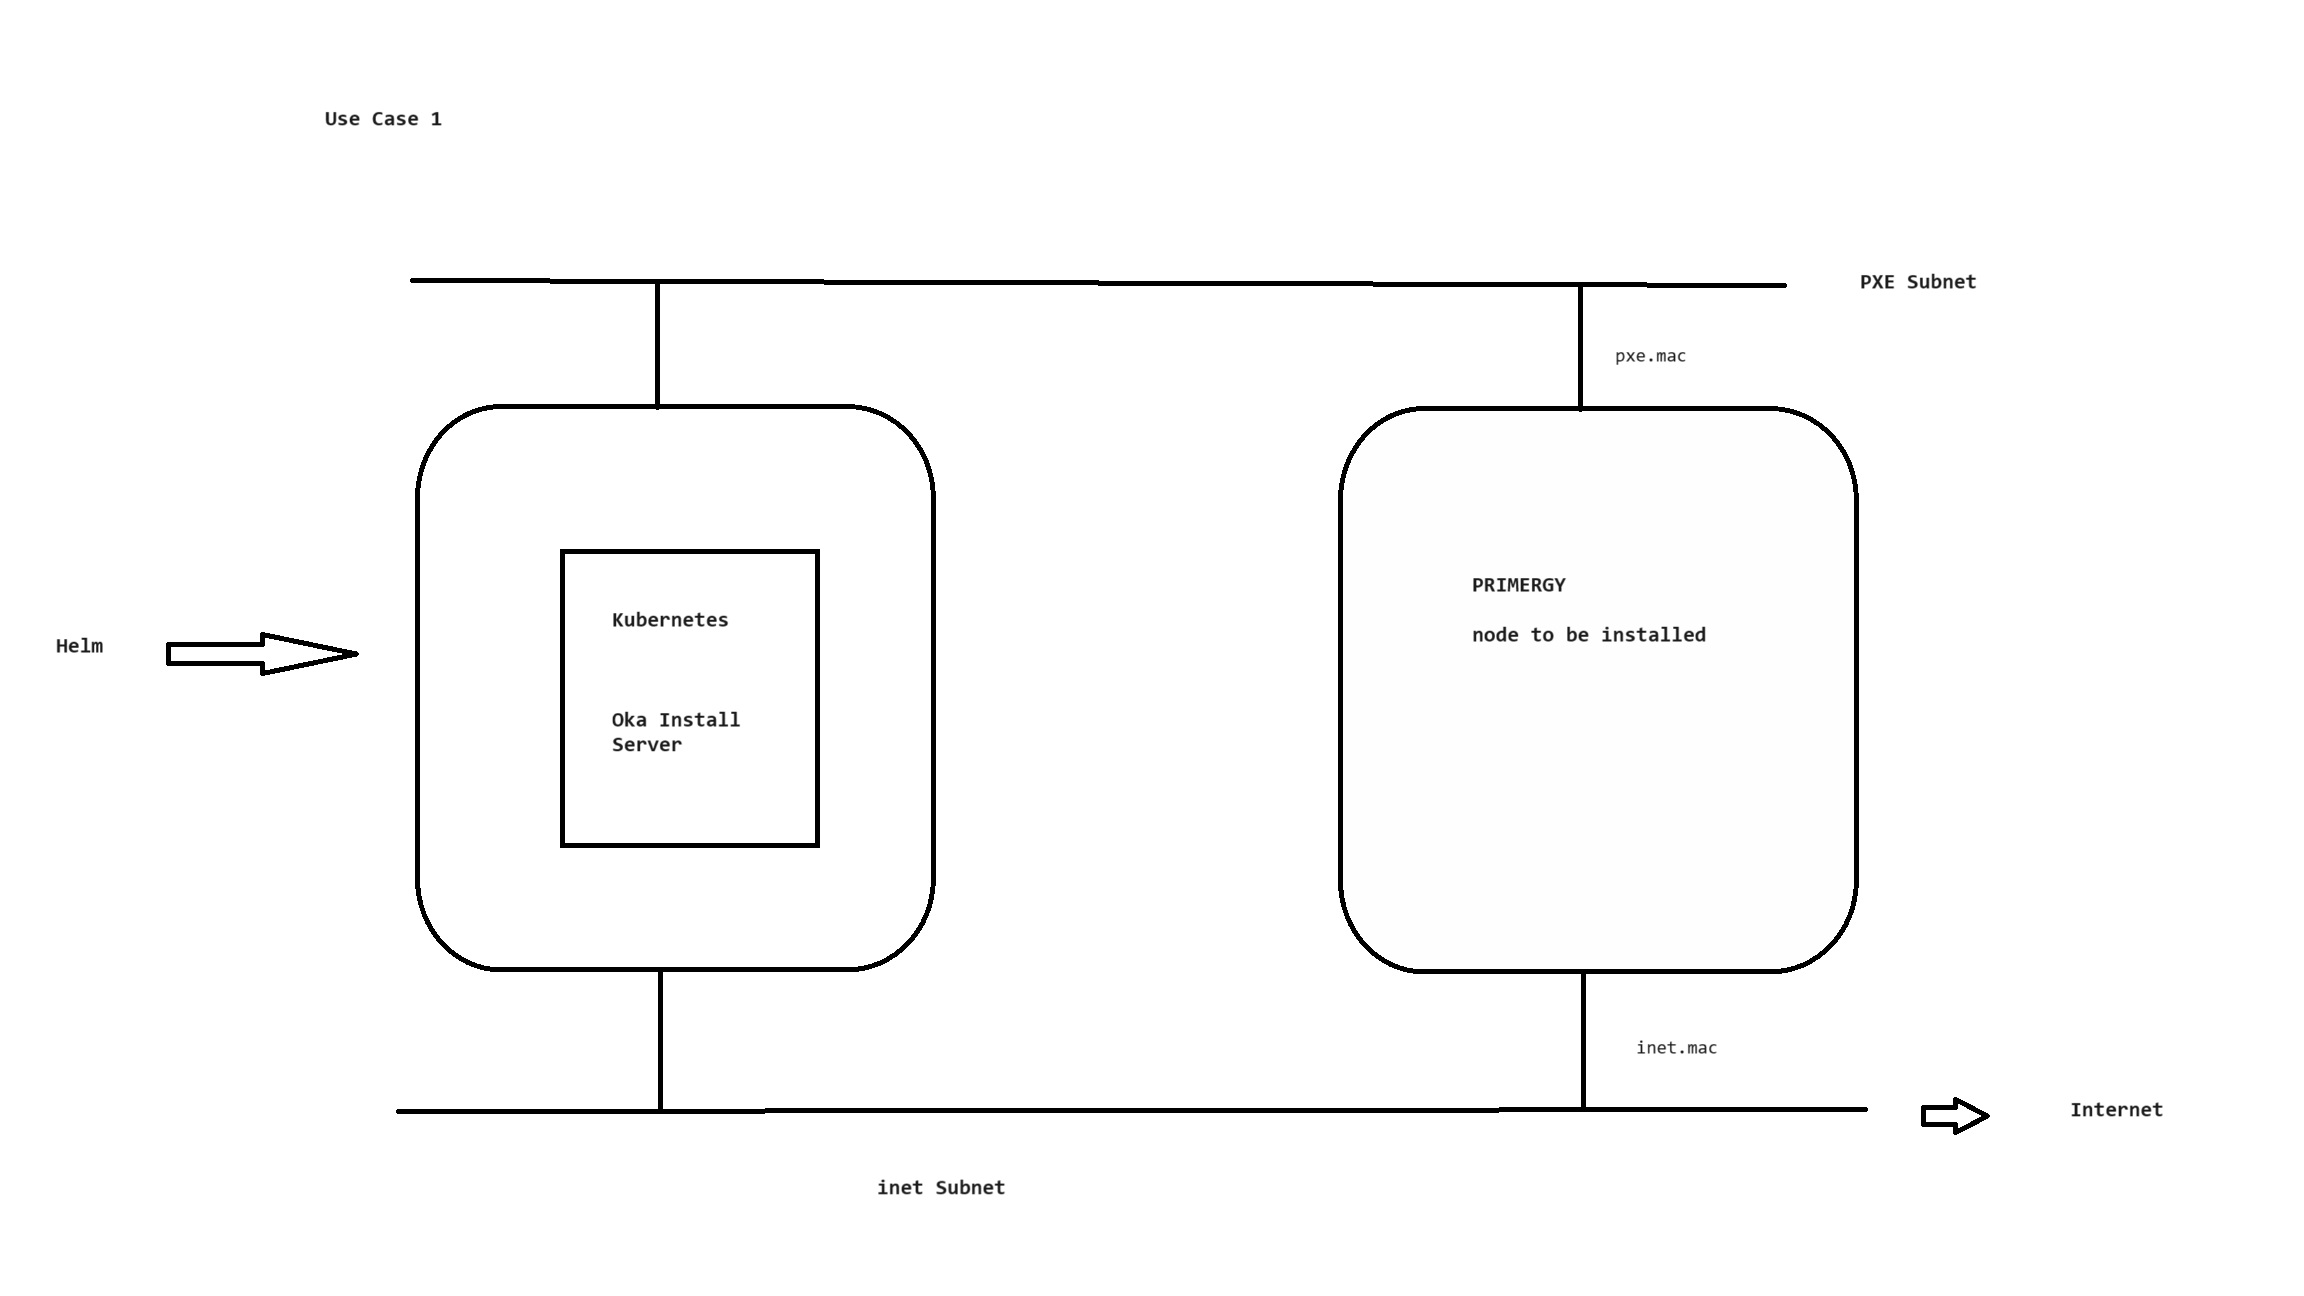 Use Case 1
PXE Subnet
pxe.mac
Helm
Kubernetes
Oka Install
Server
PRIMERGY
node to be installed
inet.mac
Internet
inet Subnet